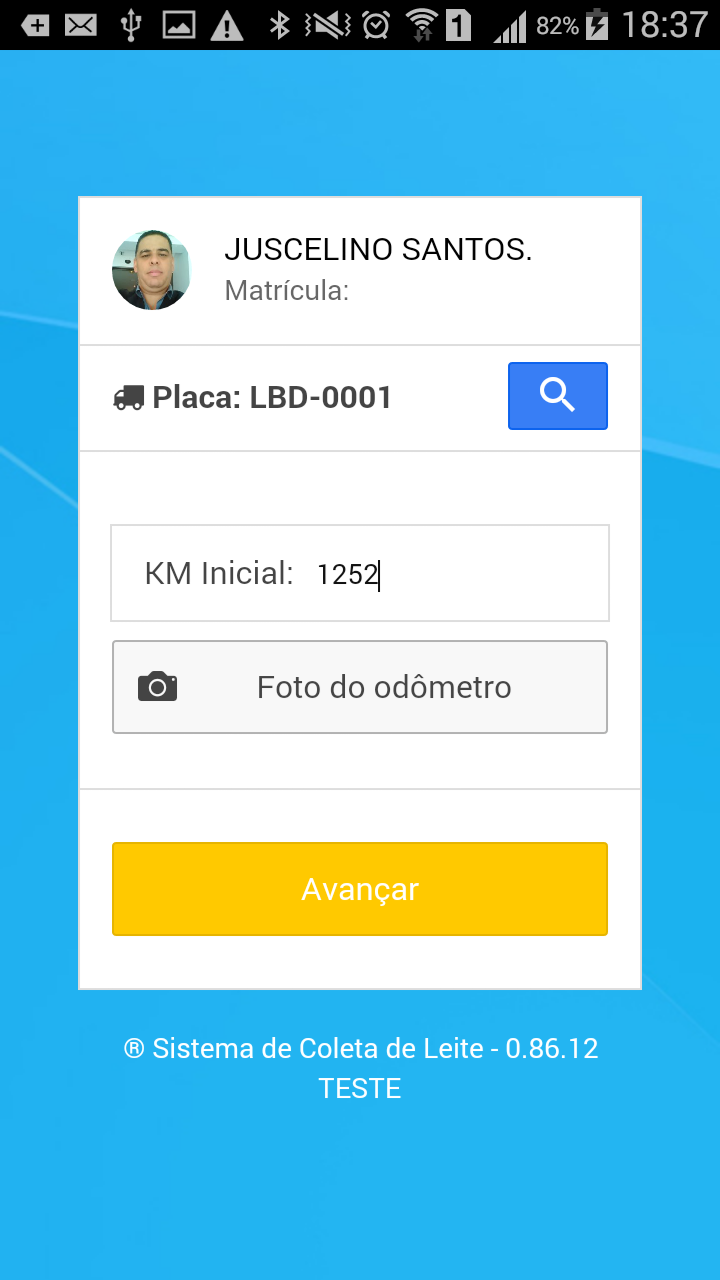 1 82% 18:37
JUSCELINO SANTOS.
Matrícula:
Placa: LBD-0001
KM Inicial: 1252
Foto do odômetro
Avançar
® Sistema de Coleta de Leite - 0.86.12
TESTE